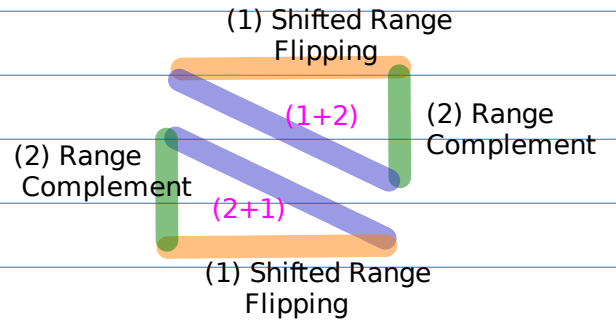 (1) Shifted Range
Flipping
(1+2)
(2) Range
Complement
(2) Range
Complement
(2+1)
(1) Shifted Range
Flipping